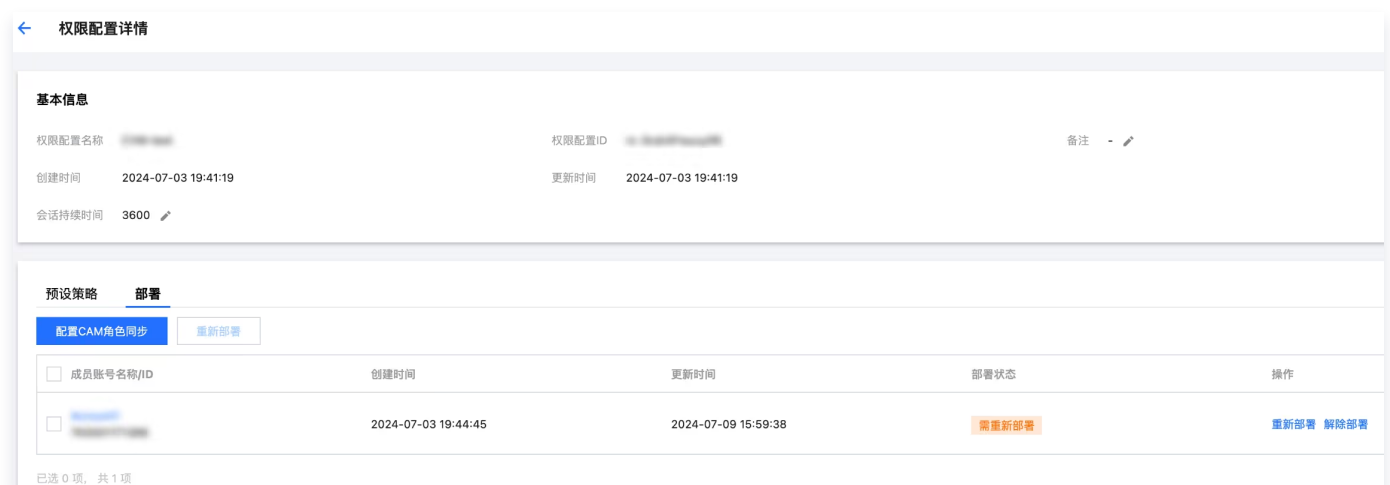 权限配置详情
基本信息
权限配置名称 权限配置ID 备注 -
创建时间 2024-07-03 19:41:19 更新时间 2024-07-03 19:41:19
会话持续时间 3600
预设策略 部署
配置CAM角色同步 重新部署
成员账号名称/ID 创建时间 更新时间 部署状态 操作
2024-07-03 19:44:45 2024-07-09 15:59:38 需重新部署 重新部署 解除部署
已选 0 项, 共 1 项